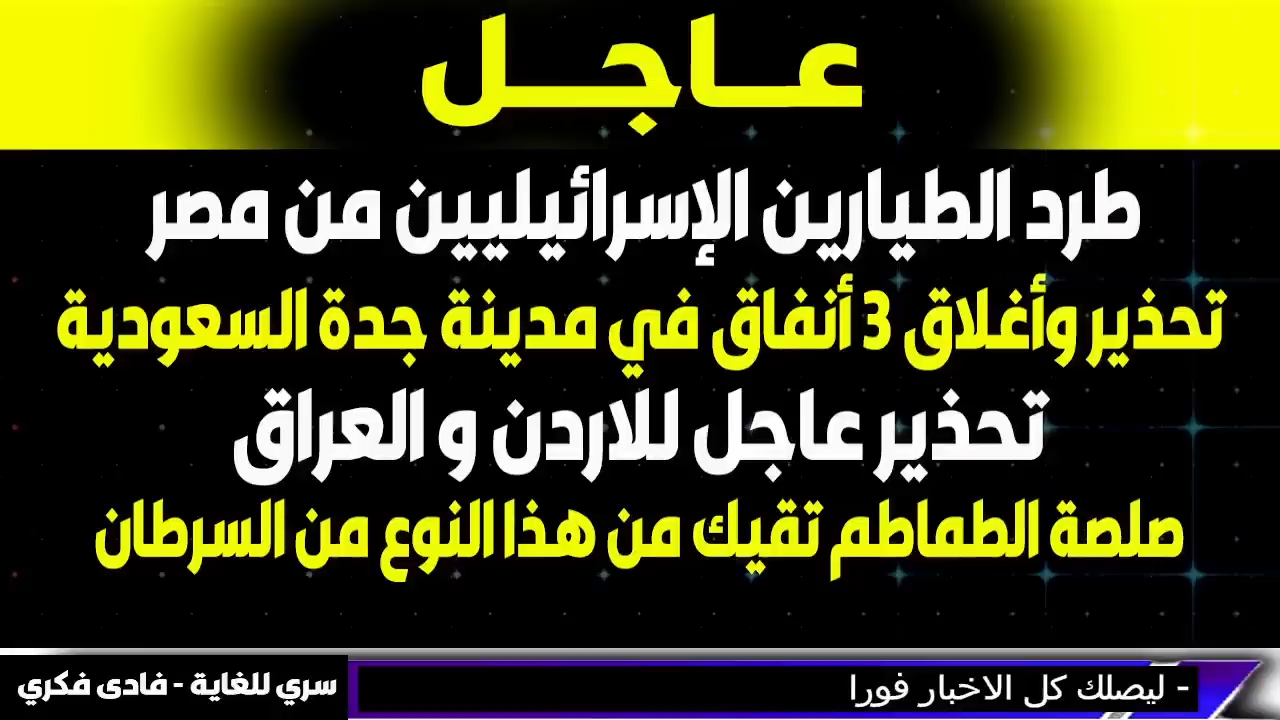 عـاجـل
طرد الطيارين الإسرائيليين من مصر
تحذير وأغلاق 3 أنفاق في مدينة جدة السعودية
تحذير عاجل للاردن و العراق
صلصة الطماطم تقيك من هذا النوع من السرطان
- ليصلك كل الاخبار فورا
سري للغاية - فادى فكري